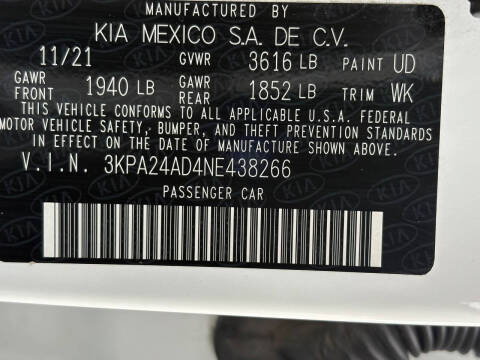 MANUFACTURED BY
KIA MEXICO S.A. DE C.V.
11/21 GVWR 3616 LB PAINT UD
GAWR FRONT 1940 LB GAWR REAR 1852 LB TRIM WK
THIS VEHICLE CONFORMS TO ALL APPLICABLE U.S.A. FEDERAL
MOTOR VEHICLE SAFETY, BUMPER, AND THEFT PREVENTION STANDARDS
IN EFFECT ON THE DATE OF MANUFACTURE SHOWN ABOVE.
V.I.N. 3KPA24AD4NE438266
PASSENGER CAR